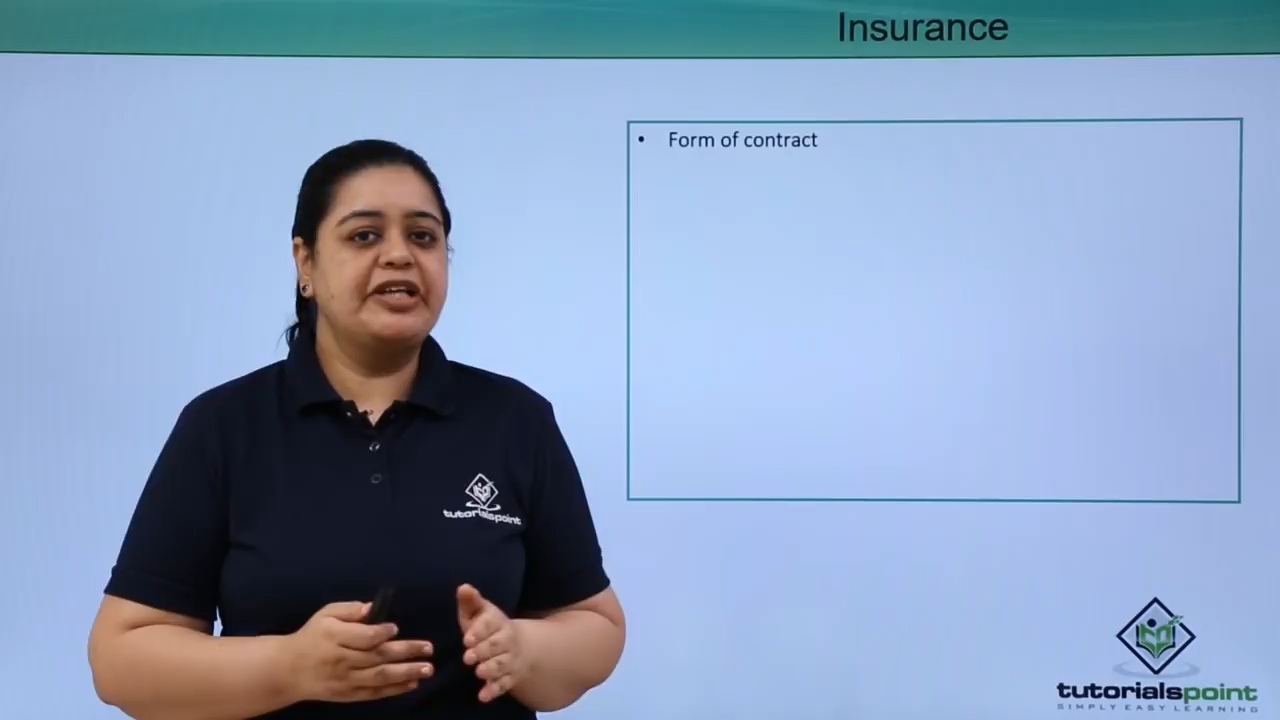 Insurance
• Form of contract
tutorialspoint
tutorialspoint
SIMPLY EASY LEARNING